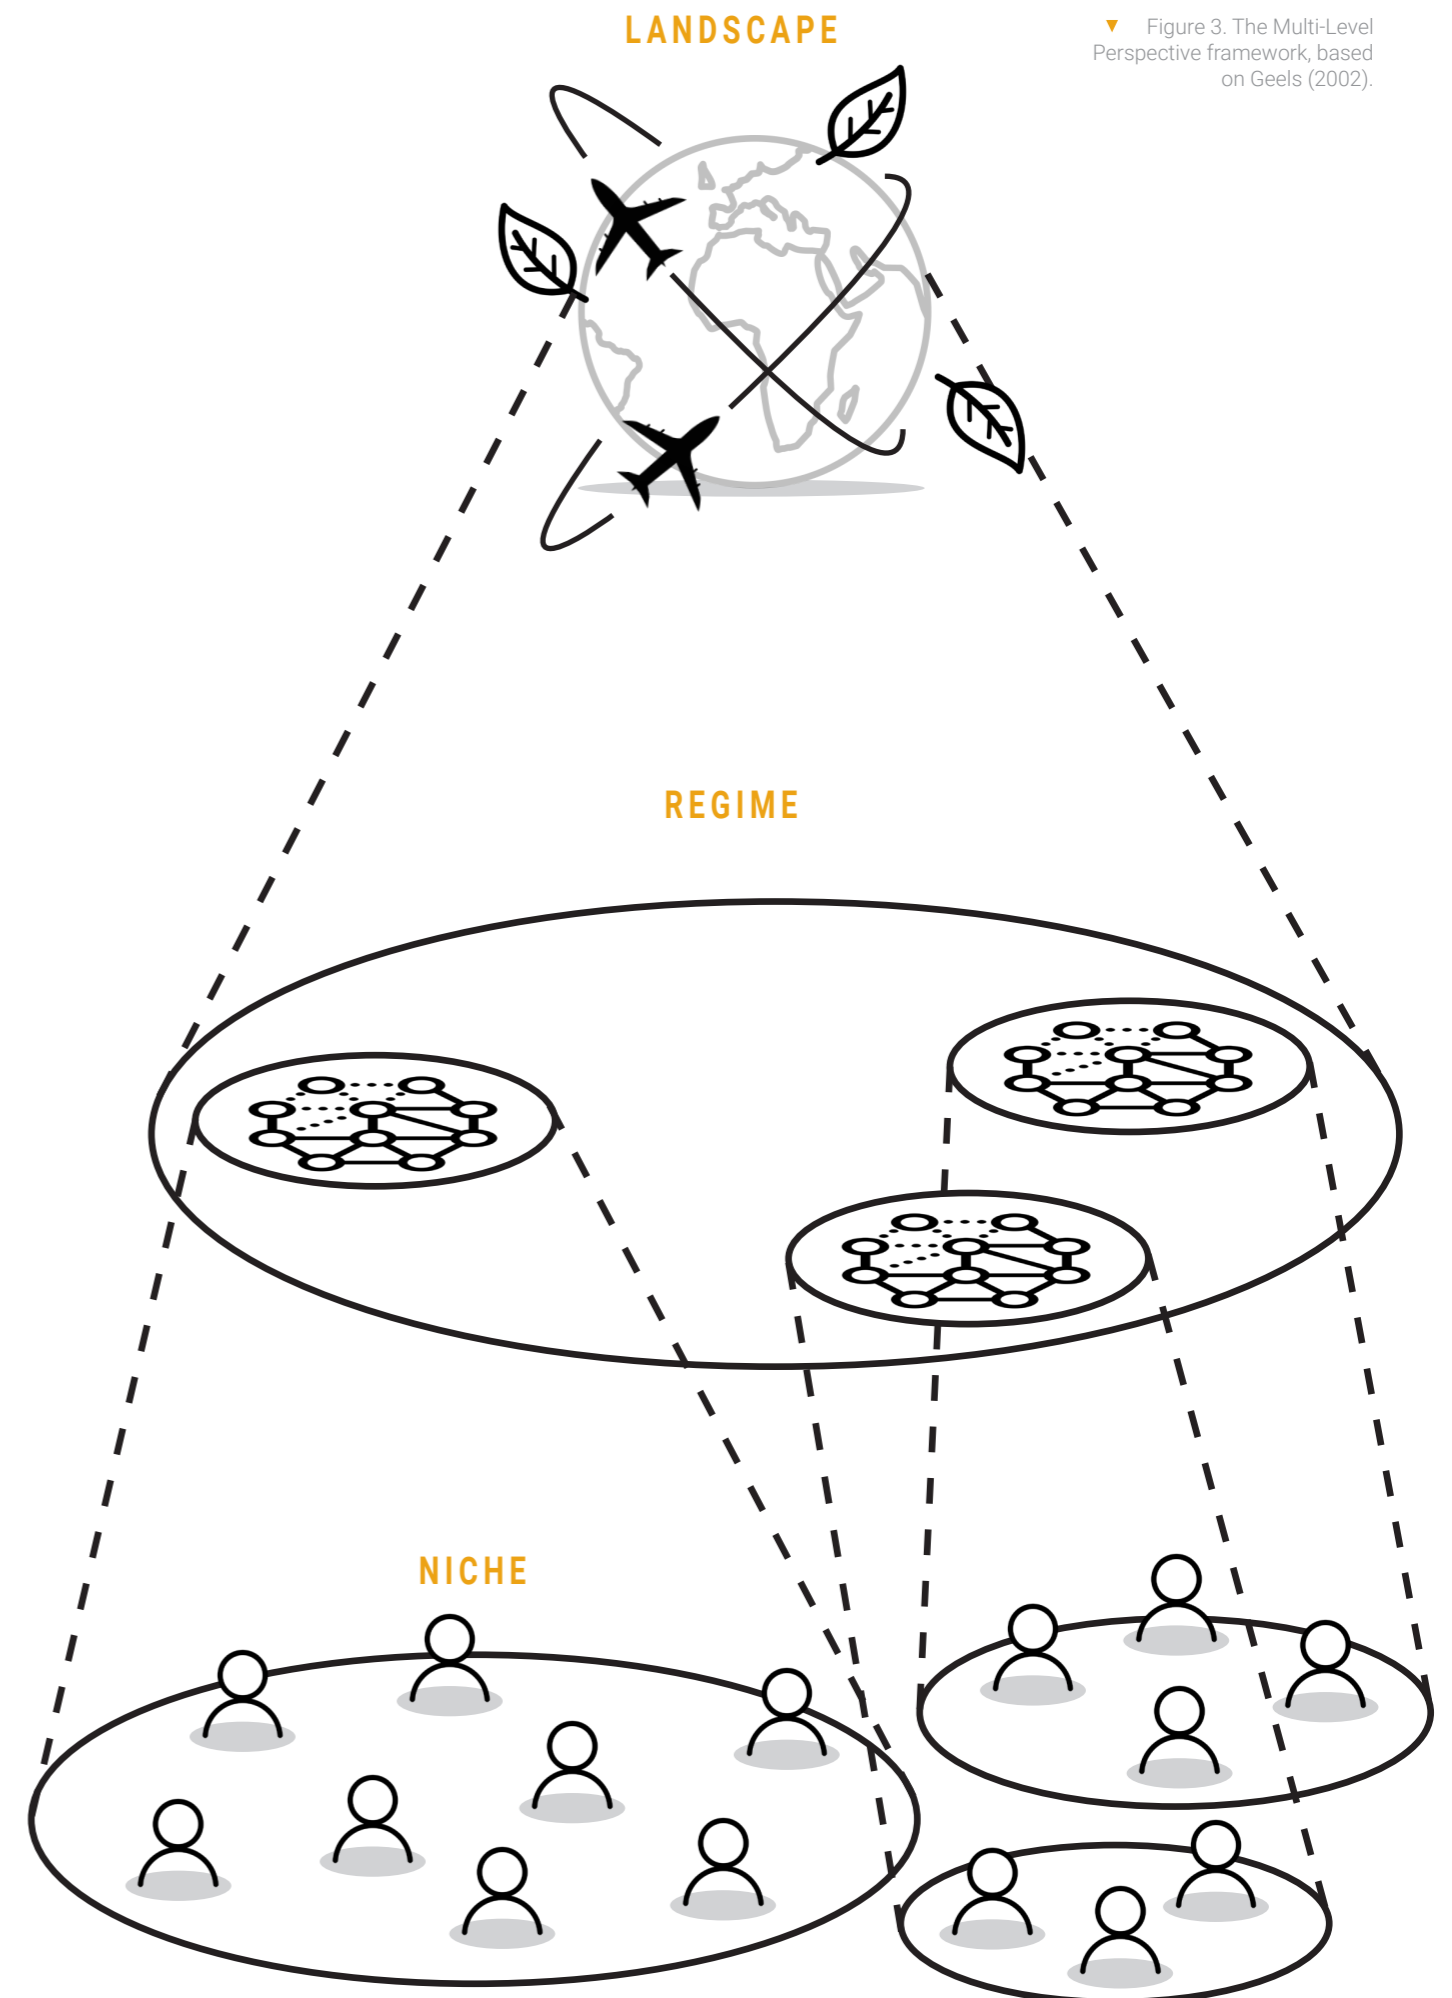 LANDSCAPE
▼ Figure 3. The Multi-Level
Perspective framework, based
on Geels (2002).
REGIME
NICHE